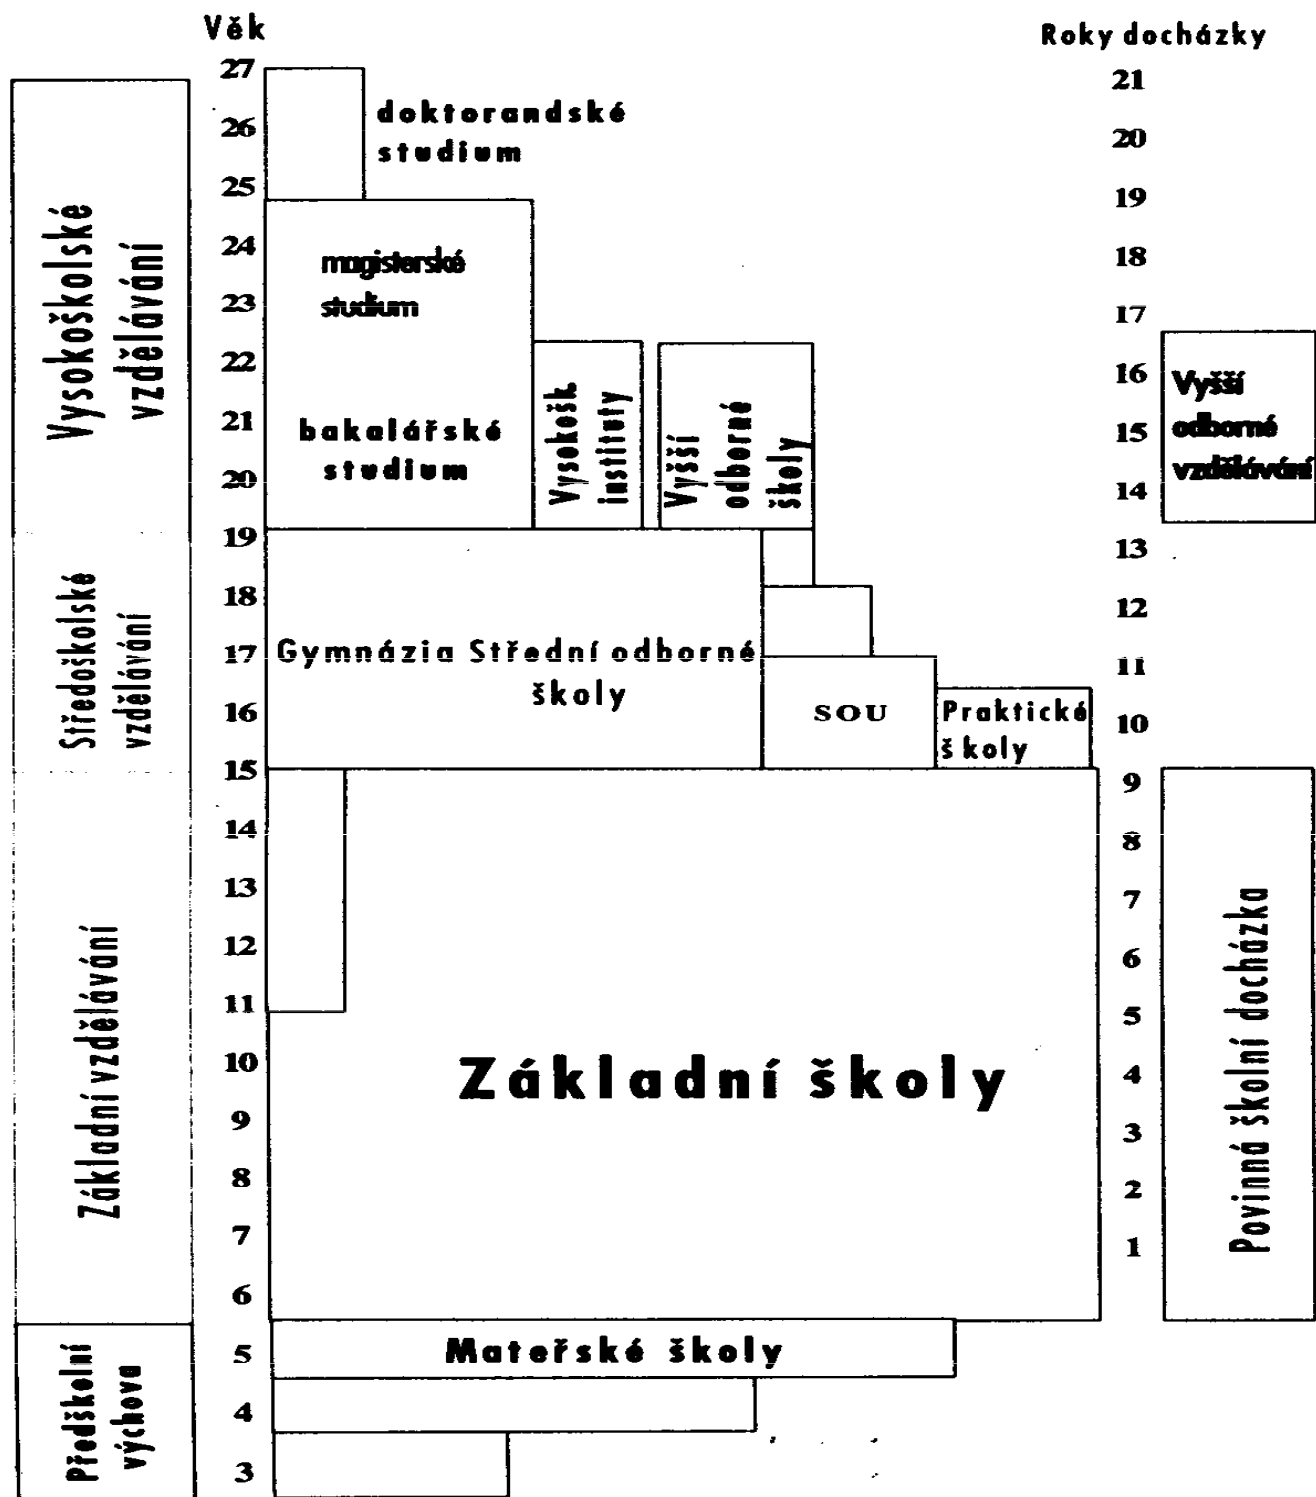 Věk
Roky docházky
27
26
25
24
23
22
21
20
19
18
17
16
15
14
13
12
11
10
9
8
7
6
5
4
3
Vysokoškolské
vzdělávání
Středoškolské
vzdělávání
Základní vzdělávání
Předškolní
výchova
doktorandské
studium
magisterské
studium
bakalářské
studium
Vysokošk.
instituty
Vyšší
odborné
školy
Gymnázia Střední odborné
školy
SOU
Praktické
školy
Základní školy
Mateřské školy
21
20
19
18
17
16
15
14
13
12
11
10
9
8
7
6
5
4
3
2
1
Vyšší
odborné
vzdělávání
Povinná školní docházka